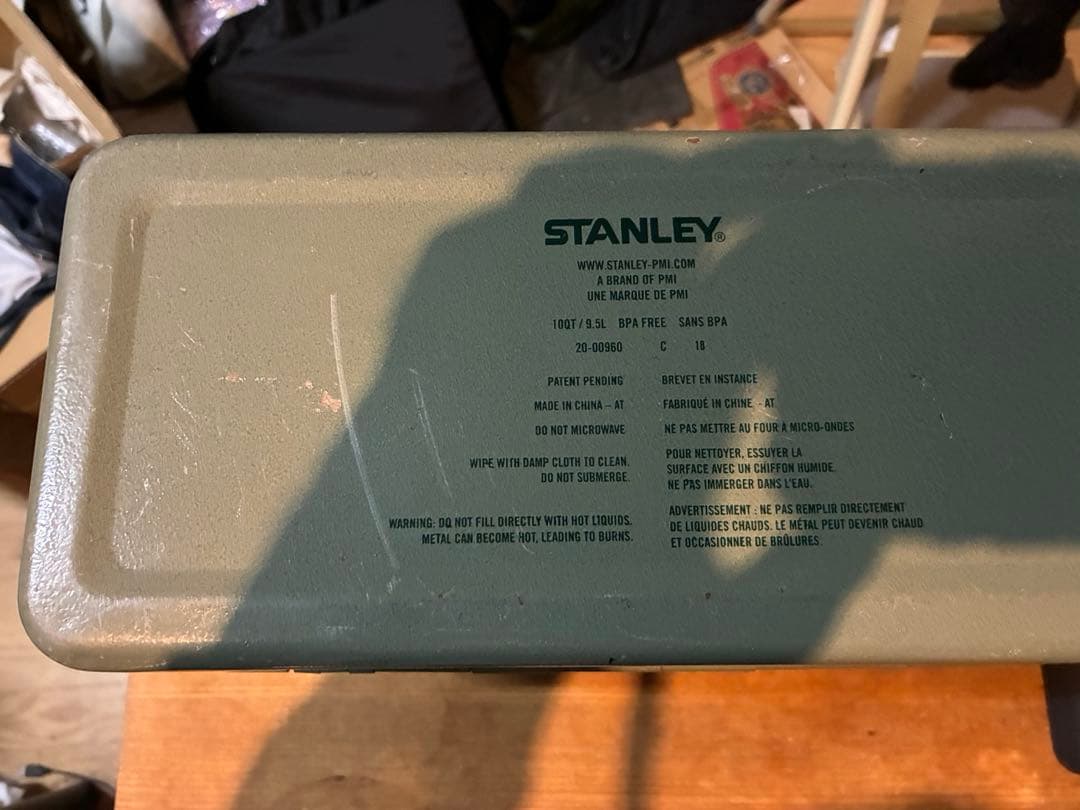 STANLEY®
WWW.STANLEY-PMI.COM
A BRAND OF PMI
UNE MARQUE DE PMI
10QT / 9.5L BPA FREE SANS BPA
20-00960 C 18
PATENT PENDING BREVET EN INSTANCE
MADE IN CHINA – AT FABRIQUÉ EN CHINE - AT
DO NOT MICROWAVE NE PAS METTRE AU FOUR À MICRO-ONDES
WIPE WITH DAMP CLOTH TO CLEAN.
DO NOT SUBMERGE.
POUR NETTOYER, ESSUYER LA
SURFACE AVEC UN CHIFFON HUMIDE.
NE PAS IMMERGER DANS L'EAU.
WARNING: DO NOT FILL DIRECTLY WITH HOT LIQUIDS.
METAL CAN BECOME HOT, LEADING TO BURNS.
ADVERTISSEMENT : NE PAS REMPLIR DIRECTEMENT
DE LIQUIDES CHAUDS. LE MÉTAL PEUT DEVENIR CHAUD
ET OCCASIONNER DE BRÛLURES.